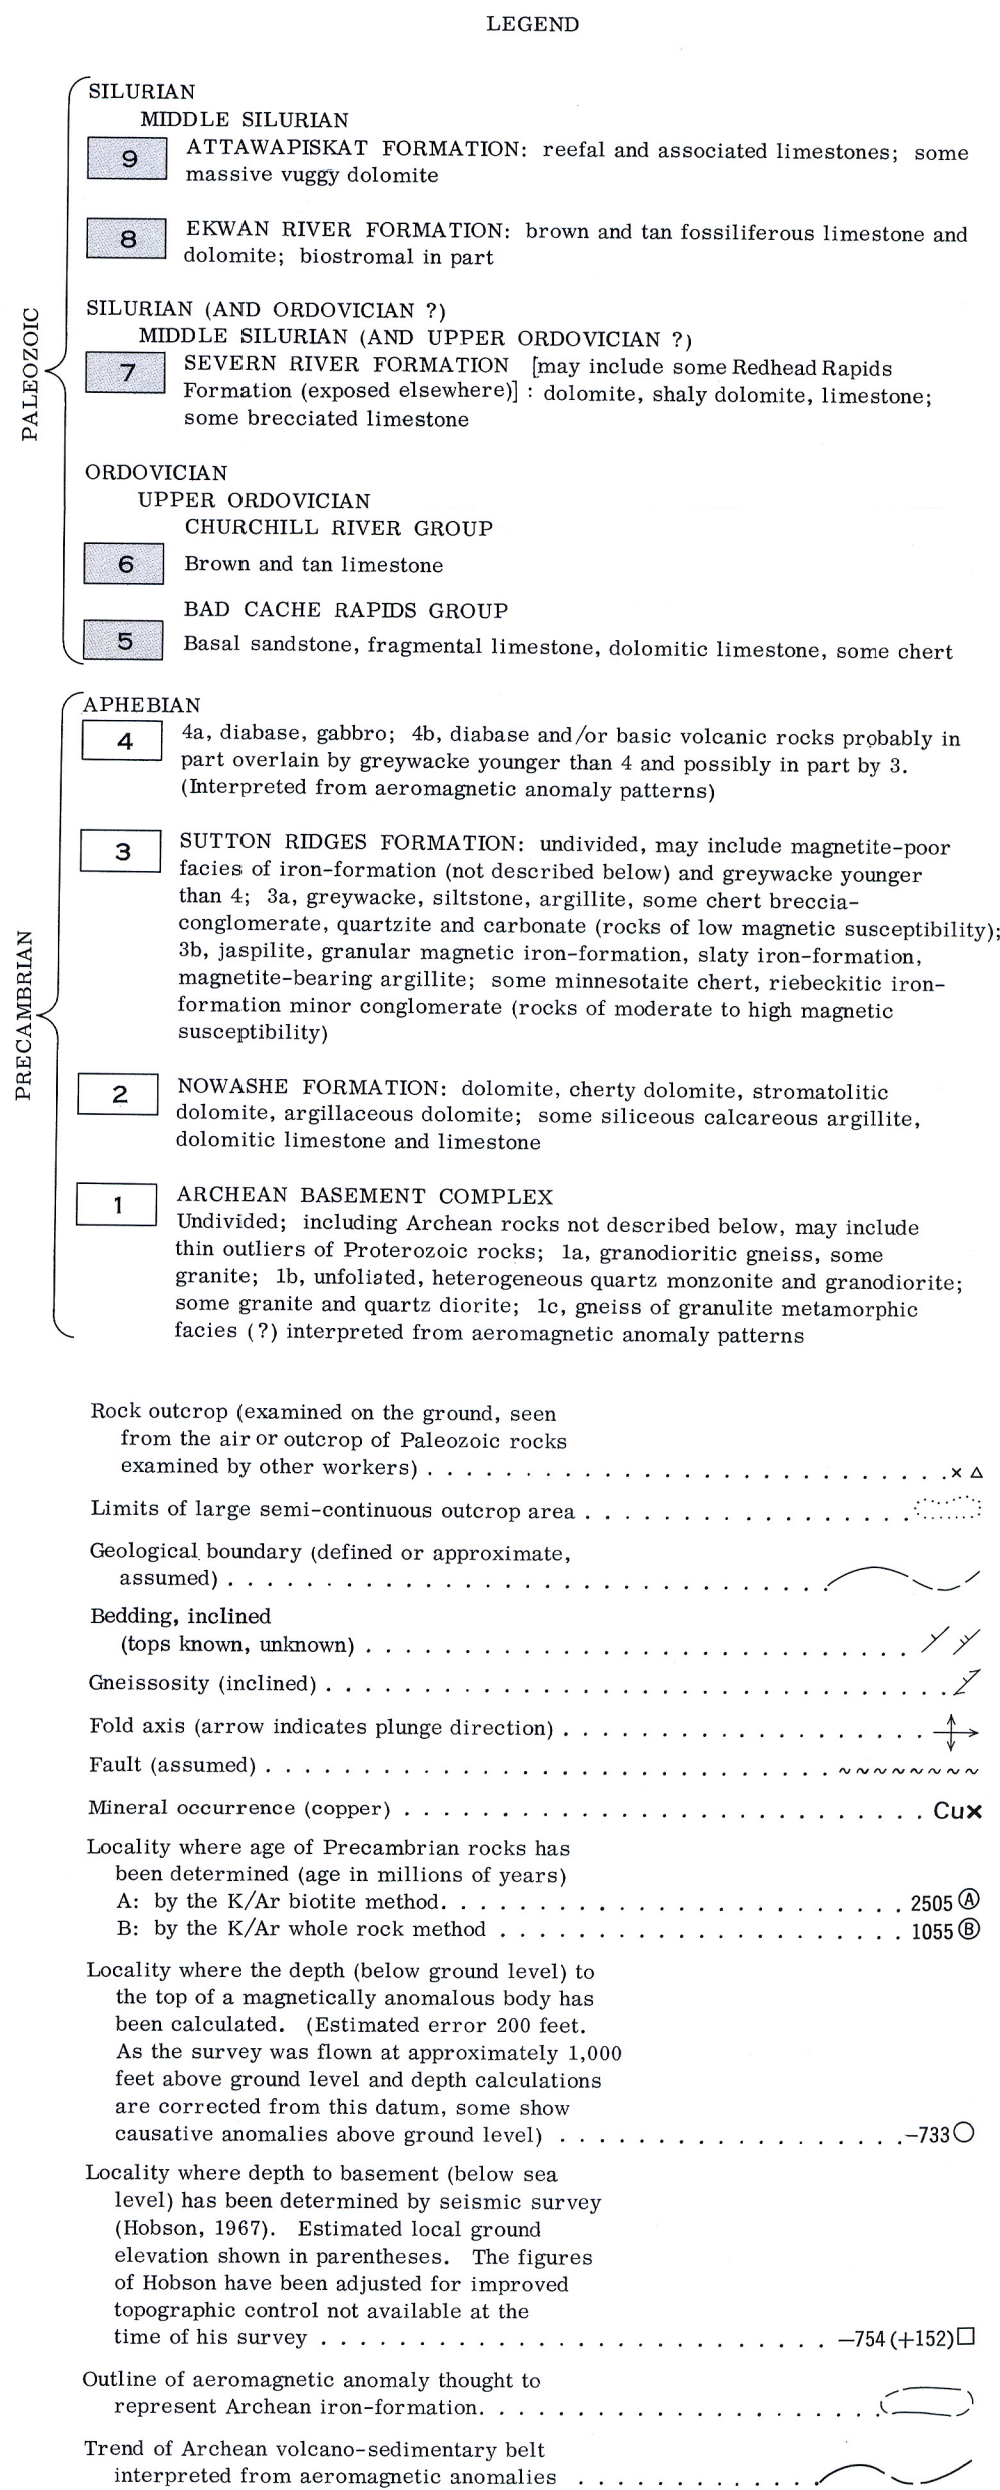 LEGEND
PALEOZOIC
SILURIAN
MIDDLE SILURIAN
9 ATTAWAPISKAT FORMATION: reefal and associated limestones; some
massive vuggy dolomite
8 EKWAN RIVER FORMATION: brown and tan fossiliferous limestone and
dolomite; biostromal in part
SILURIAN (AND ORDOVICIAN ?)
MIDDLE SILURIAN (AND UPPER ORDOVICIAN ?)
7 SEVERN RIVER FORMATION [may include some Redhead Rapids
Formation (exposed elsewhere)] : dolomite, shaly dolomite, limestone;
some brecciated limestone
ORDOVICIAN
UPPER ORDOVICIAN
CHURCHILL RIVER GROUP
6 Brown and tan limestone
BAD CACHE RAPIDS GROUP
5 Basal sandstone, fragmental limestone, dolomitic limestone, some chert
PRECAMBRIAN
APHEBIAN
4 4a, diabase, gabbro; 4b, diabase and/or basic volcanic rocks probably in
part overlain by greywacke younger than 4 and possibly in part by 3.
(Interpreted from aeromagnetic anomaly patterns)
3 SUTTON RIDGES FORMATION: undivided, may include magnetite-poor
facies of iron-formation (not described below) and greywacke younger
than 4; 3a, greywacke, siltstone, argillite, some chert breccia-
conglomerate, quartzite and carbonate (rocks of low magnetic susceptibility);
3b, jaspilite, granular magnetic iron-formation, slaty iron-formation,
magnetite-bearing argillite; some minnesotaite chert, riebeckitic iron-
formation minor conglomerate (rocks of moderate to high magnetic
susceptibility)
2 NOWASHE FORMATION: dolomite, cherty dolomite, stromatolitic
dolomite, argillaceous dolomite; some siliceous calcareous argillite,
dolomitic limestone and limestone
1 ARCHEAN BASEMENT COMPLEX
Undivided; including Archean rocks not described below, may include
thin outliers of Proterozoic rocks; 1a, granodioritic gneiss, some
granite; 1b, unfoliated, heterogeneous quartz monzonite and granodiorite;
some granite and quartz diorite; 1c, gneiss of granulite metamorphic
facies (?) interpreted from aeromagnetic anomaly patterns
Rock outcrop (examined on the ground, seen
from the air or outcrop of Paleozoic rocks
examined by other workers) . . . . . . . . . . . . . . . . . . . . . . . . . . . x △
Limits of large semi-continuous outcrop area . . . . . . . . . . . . . . . . .
Geological boundary (defined or approximate,
assumed) . . . . . . . . . . . . . . . . . . . . . . . . . . . . . . .
Bedding, inclined
(tops known, unknown) . . . . . . . . . . . . . . . . . . . . . . . . . . . .
Gneissosity (inclined) . . . . . . . . . . . . . . . . . . . . . . . . . . . . . . . .
Fold axis (arrow indicates plunge direction) . . . . . . . . . . . . . . . . . . .
Fault (assumed) . . . . . . . . . . . . . . . . . . . . . . . . . . . . . ~~~~~~~~
Mineral occurrence (copper) . . . . . . . . . . . . . . . . . . . . . . . . . . . Cux
Locality where age of Precambrian rocks has
been determined (age in millions of years)
A: by the K/Ar biotite method. . . . . . . . . . . . . . . . . . . . . . . . 2505 Ⓐ
B: by the K/Ar whole rock method . . . . . . . . . . . . . . . . . . . . . 1055 Ⓑ
Locality where the depth (below ground level) to
the top of a magnetically anomalous body has
been calculated. (Estimated error 200 feet.
As the survey was flown at approximately 1,000
feet above ground level and depth calculations
are corrected from this datum, some show
causative anomalies above ground level) . . . . . . . . . . . . . . . . . . -733○
Locality where depth to basement (below sea
level) has been determined by seismic survey
(Hobson, 1967). Estimated local ground
elevation shown in parentheses. The figures
of Hobson have been adjusted for improved
topographic control not available at the
time of his survey . . . . . . . . . . . . . . . . . . . . . . . . . . -754 (+152)□
Outline of aeromagnetic anomaly thought to
represent Archean iron-formation. . . . . . . . . . . . . . . . . . . . .
Trend of Archean volcano-sedimentary belt
interpreted from aeromagnetic anomalies . . . . . . . . . .